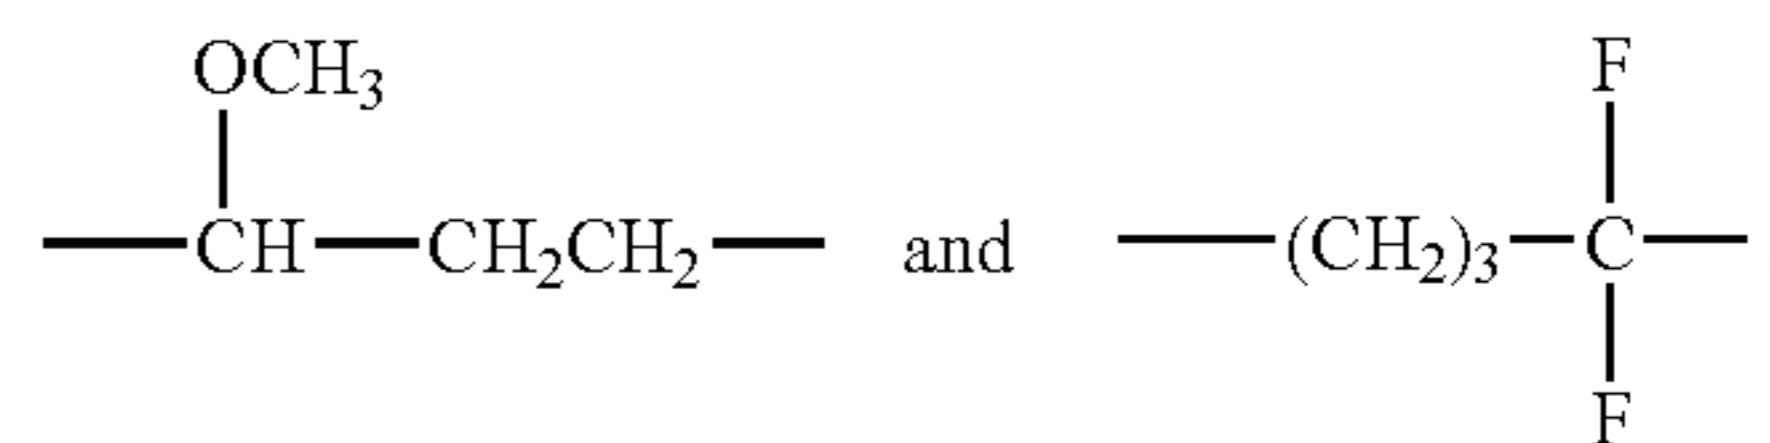 OCH₃ F
CH CH₂CH₂ and (CH₂)₃ C
F